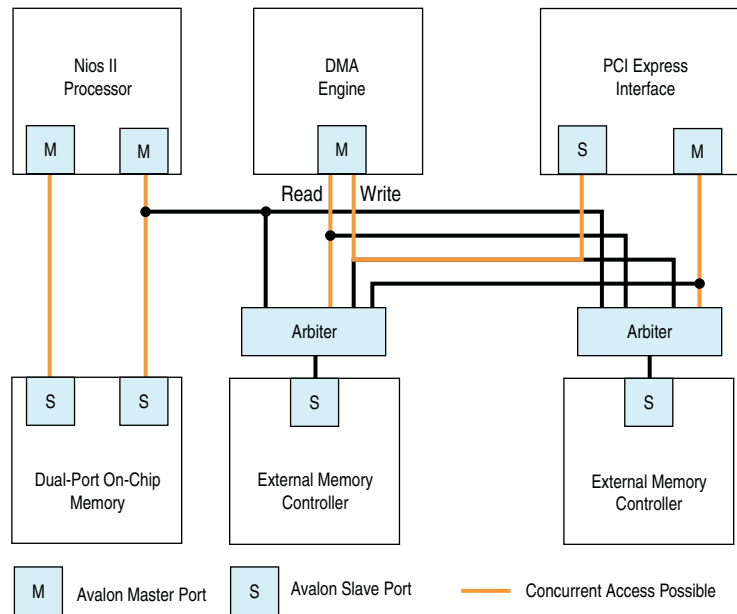 Nios II
Processor
DMA
Engine
PCI Express
Interface
M
M
M
S
M
Read
Write
Arbiter
Arbiter
S
S
S
S
Dual-Port On-Chip
Memory
External Memory
Controller
External Memory
Controller
M
Avalon Master Port
S
Avalon Slave Port
Concurrent Access Possible